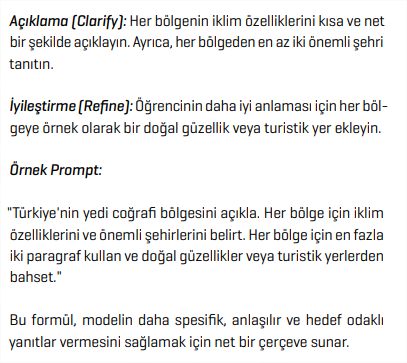 Açıklama (Clarify): Her bölgenin iklim özelliklerini kısa ve net
bir şekilde açıklayın. Ayrıca, her bölgeden en az iki önemli şehri
tanıtın.
İyileştirme (Refine): Öğrencinin daha iyi anlaması için her böl-
geye örnek olarak bir doğal güzellik veya turistik yer ekleyin.
Örnek Prompt:
"Türkiye'nin yedi coğrafi bölgesini açıkla. Her bölge için iklim
özelliklerini ve önemli şehirlerini belirt. Her bölge için en fazla
iki paragraf kullan ve doğal güzellikler veya turistik yerlerden
bahset."
Bu formül, modelin daha spesifik, anlaşılır ve hedef odaklı
yanıtlar vermesini sağlamak için net bir çerçeve sunar.